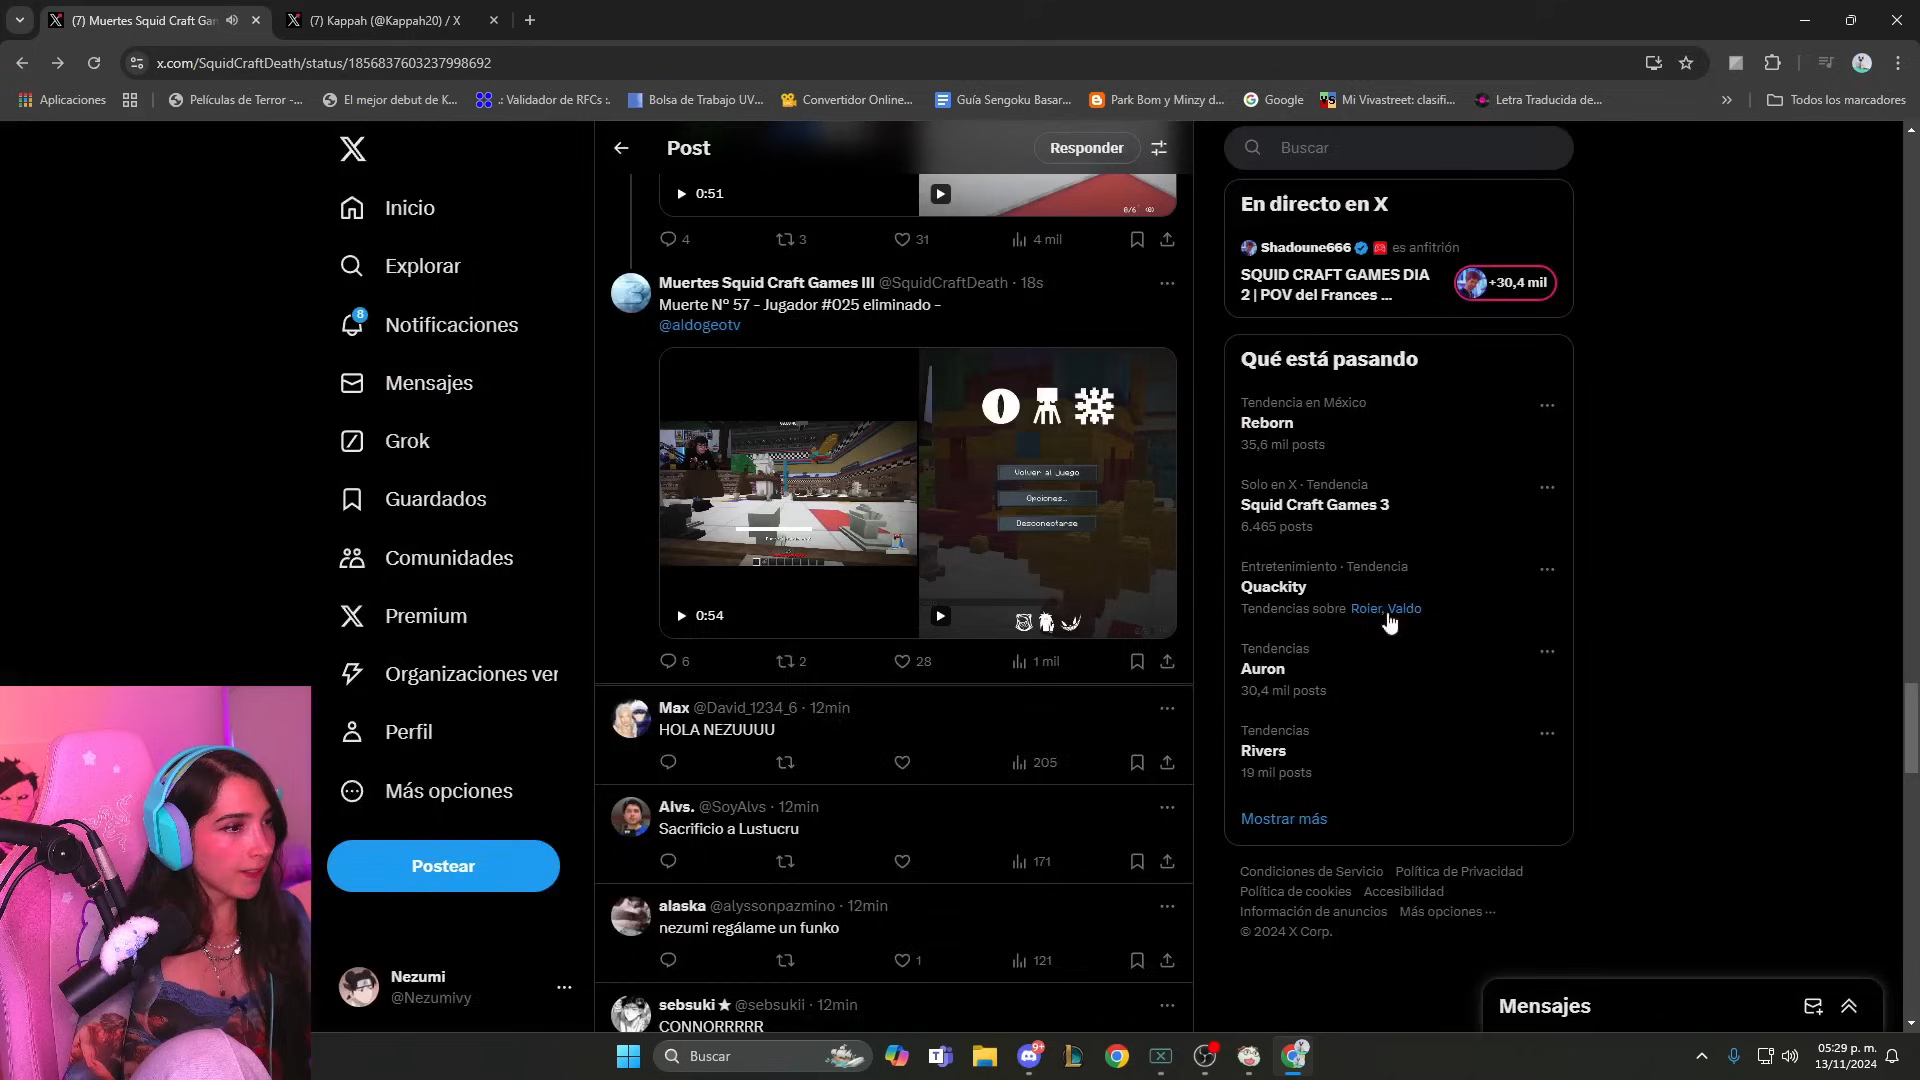 (7) Muertes Squid Craft Gan
(7) Kappah (@Kappah20) / X
x.com/SquidCraftDeath/status/1856837603237998692
Aplicaciones
Películas de Terror -...
El mejor debut de K...
.: Validador de RFCs :.
Bolsa de Trabajo UV...
Convertidor Online...
Guía Sengoku Basar...
Park Bom y Minzy d...
Google
Mi Vivastreet: clasifi...
Letra Traducida de...
Todos los marcadores
Inicio
Explorar
8
Notificaciones
Mensajes
Grok
Guardados
Comunidades
Premium
Organizaciones ver
Perfil
Más opciones
Postear
Nezumi
@Nezumivy
Post
Responder
0:51
4
3
31
4 mil
Muertes Squid Craft Games III @SquidCraftDeath · 18s
Muerte Nº 57 - Jugador #025 eliminado -
@aldogeotv
Volver al juego
Opciones...
Desconectarse
0:54
6
2
28
1 mil
Max @David_1234_6 · 12min
HOLA NEZUUUU
205
Alvs. @SoyAlvs · 12min
Sacrificio a Lustucru
171
alaska @alyssonpazmino · 12min
nezumi regálame un funko
1
121
sebsuki★ @sebsukii · 12min
CONNORRRRR
Buscar
En directo en X
Shadoune666 es anfitrión
SQUID CRAFT GAMES DIA
2 | POV del Frances ...
+30,4 mil
Qué está pasando
Tendencia en México
Reborn
35,6 mil posts
Solo en X · Tendencia
Squid Craft Games 3
6.465 posts
Entretenimiento · Tendencia
Quackity
Tendencias sobre Roier, Valdo
Tendencias
Auron
30,4 mil posts
Tendencias
Rivers
19 mil posts
Mostrar más
Condiciones de Servicio Política de Privacidad
Política de cookies Accesibilidad
Información de anuncios Más opciones ···
© 2024 X Corp.
Mensajes
Buscar
9+
05:29 p. m.
13/11/2024